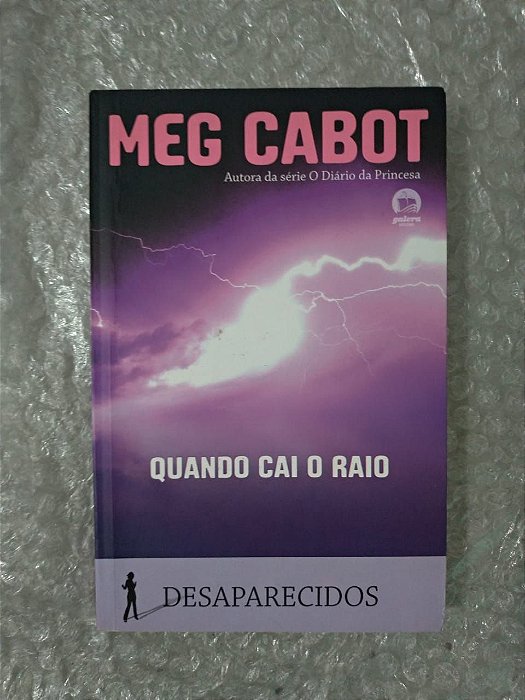 MEG CABOT
Autora da série O Diário da Princesa
galera
QUANDO CAI O RAIO
DESAPARECIDOS